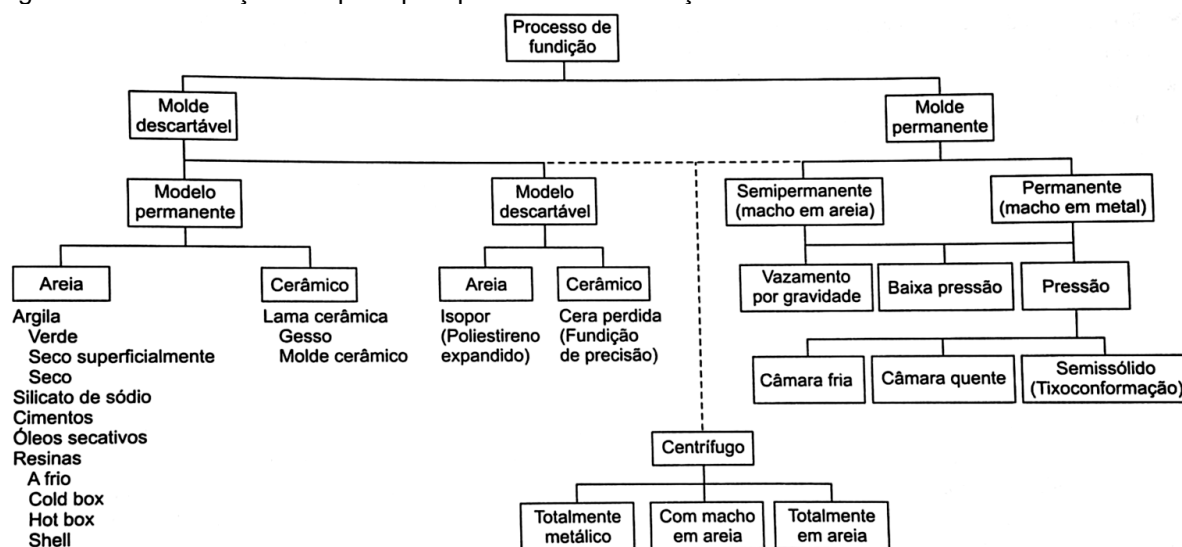 Processo de
fundição
Molde
descartável
Molde
permanente
Modelo
permanente
Modelo
descartável
Semipermanente
(macho em areia)
Permanente
(macho em metal)
Areia
Cerâmico
Areia
Cerâmico
Vazamento
por gravidade
Baixa pressão
Pressão
Argila
Verde
Seco superficialmente
Seco
Silicato de sódio
Cimentos
Óleos secativos
Resinas
A frio
Cold box
Hot box
Shell
Lama cerâmica
Gesso
Molde cerâmico
Isopor
(Poliestireno
expandido)
Cera perdida
(Fundição
de precisão)
Câmara fria
Câmara quente
Semissólido
(Tixoconformação)
Centrífugo
Totalmente
metálico
Com macho
em areia
Totalmente
em areia